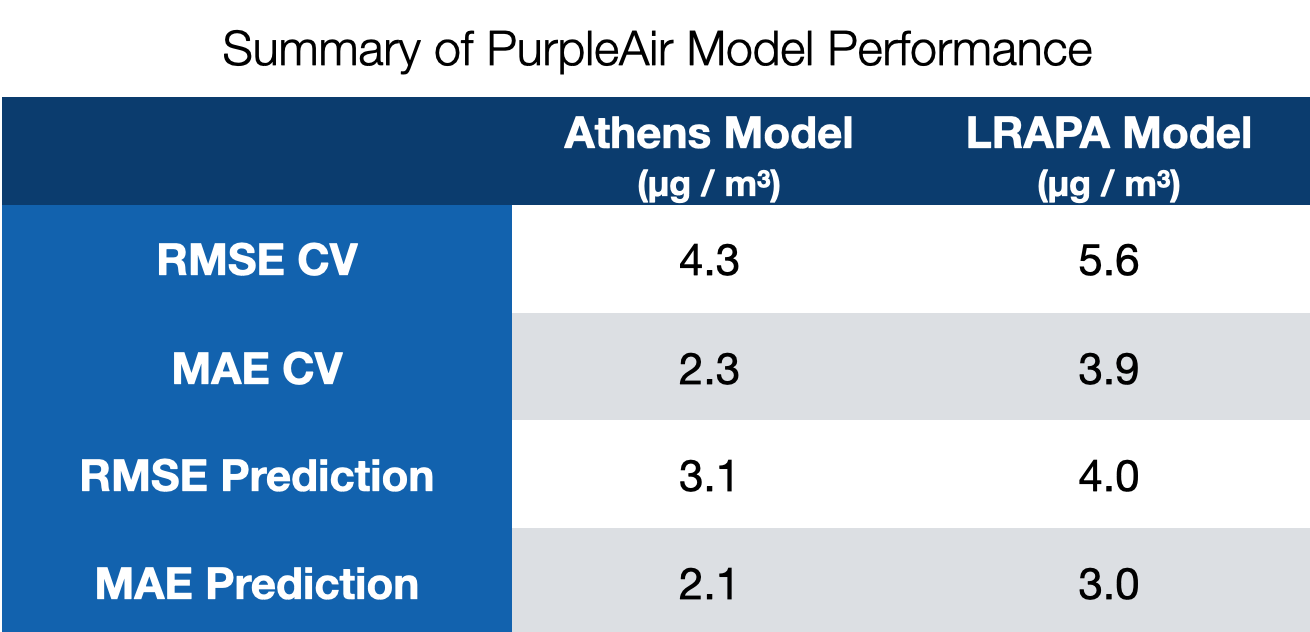 Summary of PurpleAir Model Performance
Athens Model LRAPA Model
(µg / m³) (µg / m³)
RMSE CV 4.3 5.6
MAE CV 2.3 3.9
RMSE Prediction 3.1 4.0
MAE Prediction 2.1 3.0